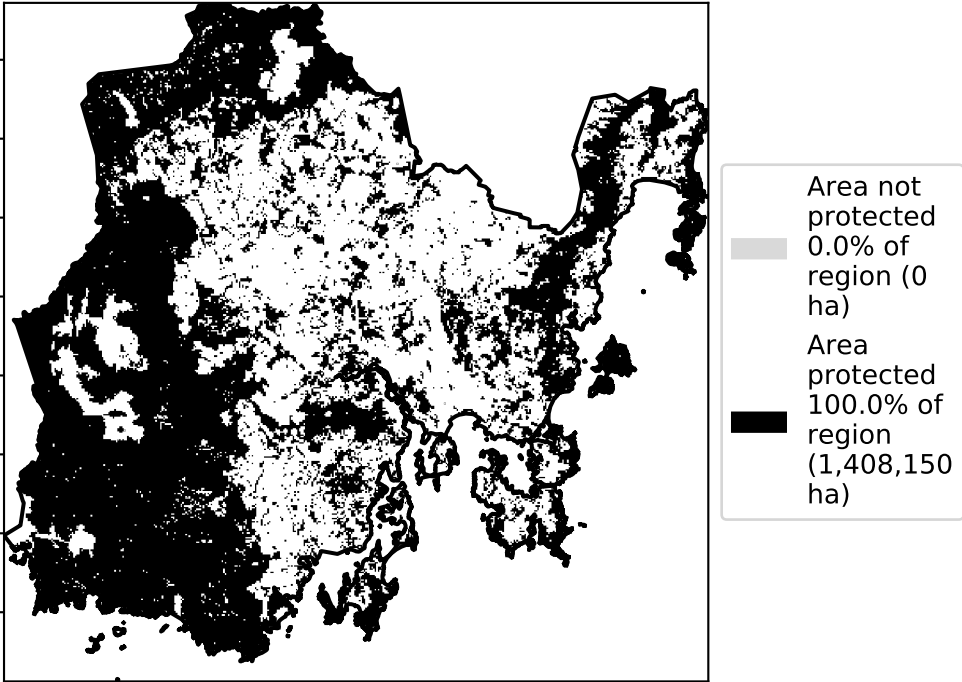 Area not
protected
0.0% of
region (0
ha)
Area
protected
100.0% of
region
(1,408,150
ha)